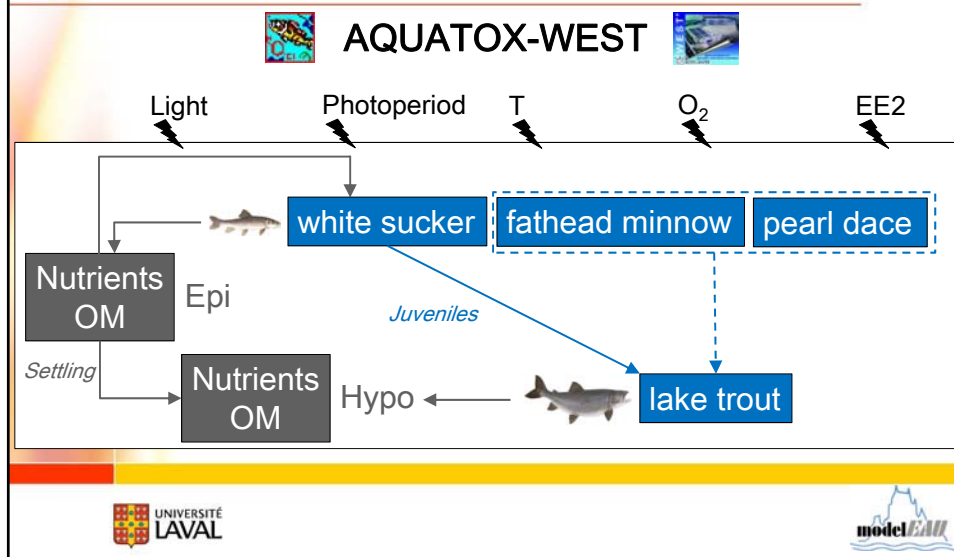 AQUATOX-WEST
WEST
Light Photoperiod T O₂ EE2
white sucker fathead minnow pearl dace
Nutrients
OM
Epi
Juveniles
Settling
Nutrients
OM
Hypo
lake trout
UNIVERSITÉ
LAVAL
modelEAU